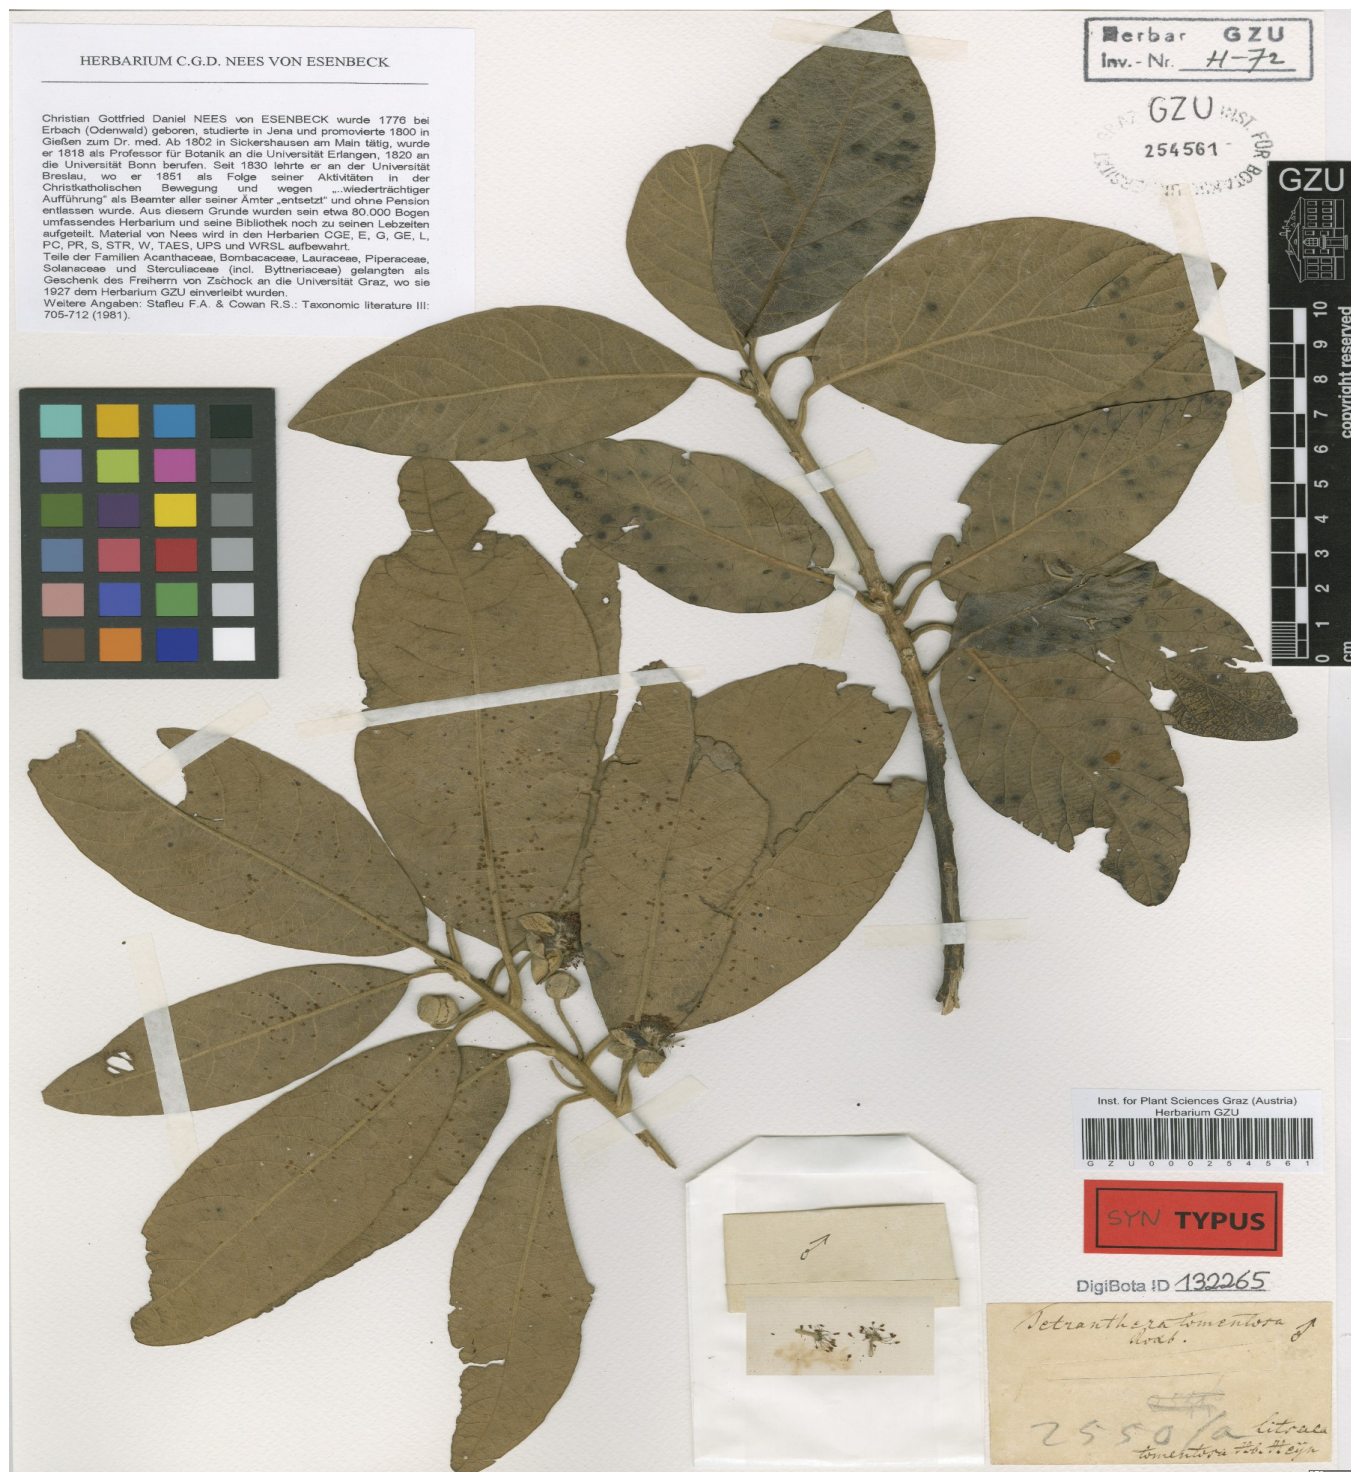 HERBARIUM C.G.D. NEES VON ESENBECK
Christian Gottfried Daniel NEES von ESENBECK wurde 1776 bei
Erbach (Odenwald) geboren, studierte in Jena und promovierte 1800 in
Gießen zum Dr. med. Ab 1802 in Sickershausen am Main tätig, wurde
er 1818 als Professor für Botanik an die Universität Erlangen, 1820 an
die Universität Bonn berufen. Seit 1830 lehrte er an der Universität
Breslau, wo er 1851 als Folge seiner Aktivitäten in der
Christkatholischen Bewegung und wegen „...wiederträchtiger
Aufführung“ als Beamter aller seiner Ämter „entsetzt“ und ohne Pension
entlassen wurde. Aus diesem Grunde wurden sein etwa 80.000 Bogen
umfassendes Herbarium und seine Bibliothek noch zu seinen Lebzeiten
aufgeteilt. Material von Nees wird in den Herbarien CGE, E, G, GE, L,
PC, PR, S, STR, W, TAES, UPS und WRSL aufbewahrt.
Teile der Familien Acanthaceae, Bombacaceae, Lauraceae, Piperaceae,
Solanaceae und Sterculiaceae (incl. Byttneriaceae) gelangten als
Geschenk des Freiherrn von Zschock an die Universität Graz, wo sie
1927 dem Herbarium GZU einverleibt wurden.
Weitere Angaben: Stafleu F.A. & Cowan R.S.: Taxonomic literature III:
705-712 (1981).
Herbar GZU
Inv.-Nr. H-72
GZU
254561
INST. FÜR BOTANIK
GZU
10
9
8
7
6
5
4
3
2
1
0
cm
copyright reserved
Inst. for Plant Sciences Graz (Austria)
Herbarium GZU
GZU000254561
SYN TYPUS
DigiBota ID 132265
♂
Tetranthera tomentosa ♂
Roxb.
2550/a Litsaea
tomentosa Hb. Heyn